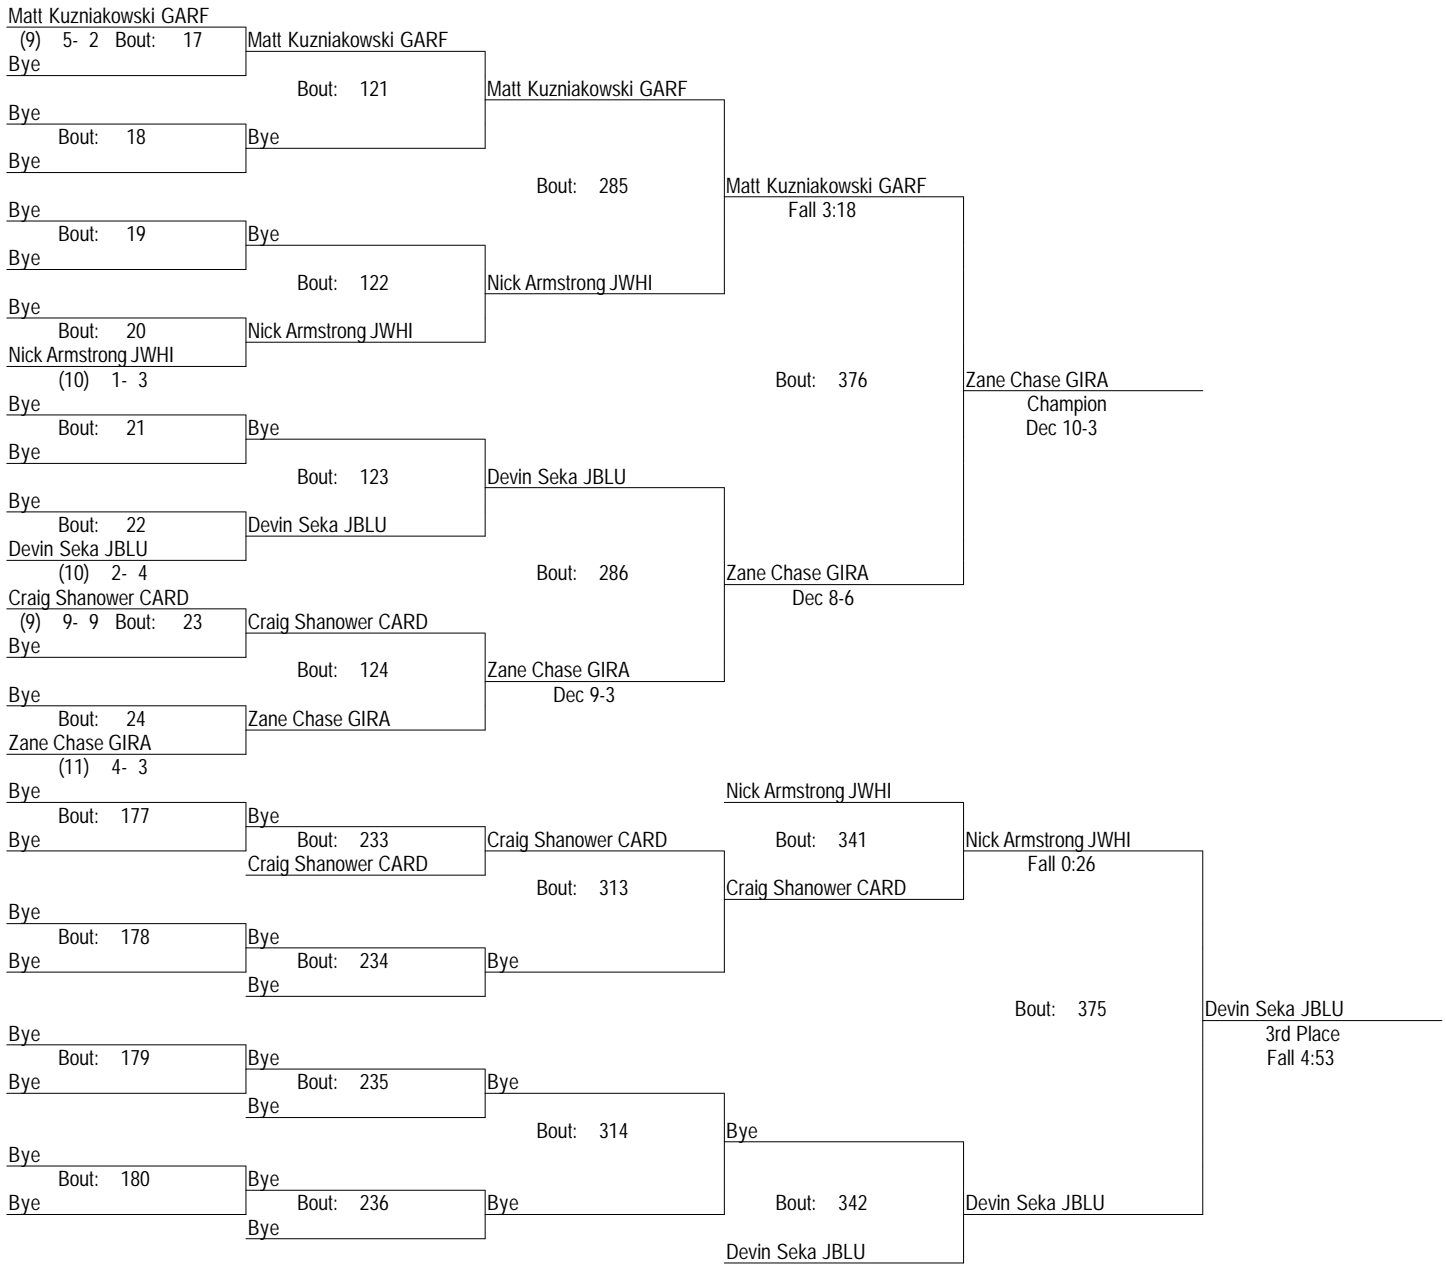 Matt Kuzniakowski GARF
(9) 5- 2 Bout: 17 Matt Kuzniakowski GARF
Bye
Bout: 121 Matt Kuzniakowski GARF
Bye
Bout: 18 Bye
Bye
Bout: 285 Matt Kuzniakowski GARF
Bye Fall 3:18
Bout: 19 Bye
Bye
Bout: 122 Nick Armstrong JWHI
Bye
Bout: 20 Nick Armstrong JWHI
Nick Armstrong JWHI
(10) 1- 3 Bout: 376 Zane Chase GIRA
Bye Champion
Bout: 21 Bye Dec 10-3
Bye
Bout: 123 Devin Seka JBLU
Bye
Bout: 22 Devin Seka JBLU
Devin Seka JBLU
(10) 2- 4 Bout: 286 Zane Chase GIRA
Craig Shanower CARD Dec 8-6
(9) 9- 9 Bout: 23 Craig Shanower CARD
Bye
Bout: 124 Zane Chase GIRA
Bye Dec 9-3
Bout: 24 Zane Chase GIRA
Zane Chase GIRA
(11) 4- 3
Bye Nick Armstrong JWHI
Bout: 177 Bye
Bye Bout: 233 Craig Shanower CARD Bout: 341 Nick Armstrong JWHI
Craig Shanower CARD Fall 0:26
Bout: 313 Craig Shanower CARD
Bye
Bout: 178 Bye
Bye Bout: 234 Bye
Bye
Bout: 375 Devin Seka JBLU
Bye 3rd Place
Bout: 179 Bye Fall 4:53
Bye Bout: 235 Bye
Bye
Bout: 314 Bye
Bye
Bout: 180 Bye
Bye Bout: 236 Bye Bout: 342 Devin Seka JBLU
Bye
Devin Seka JBLU